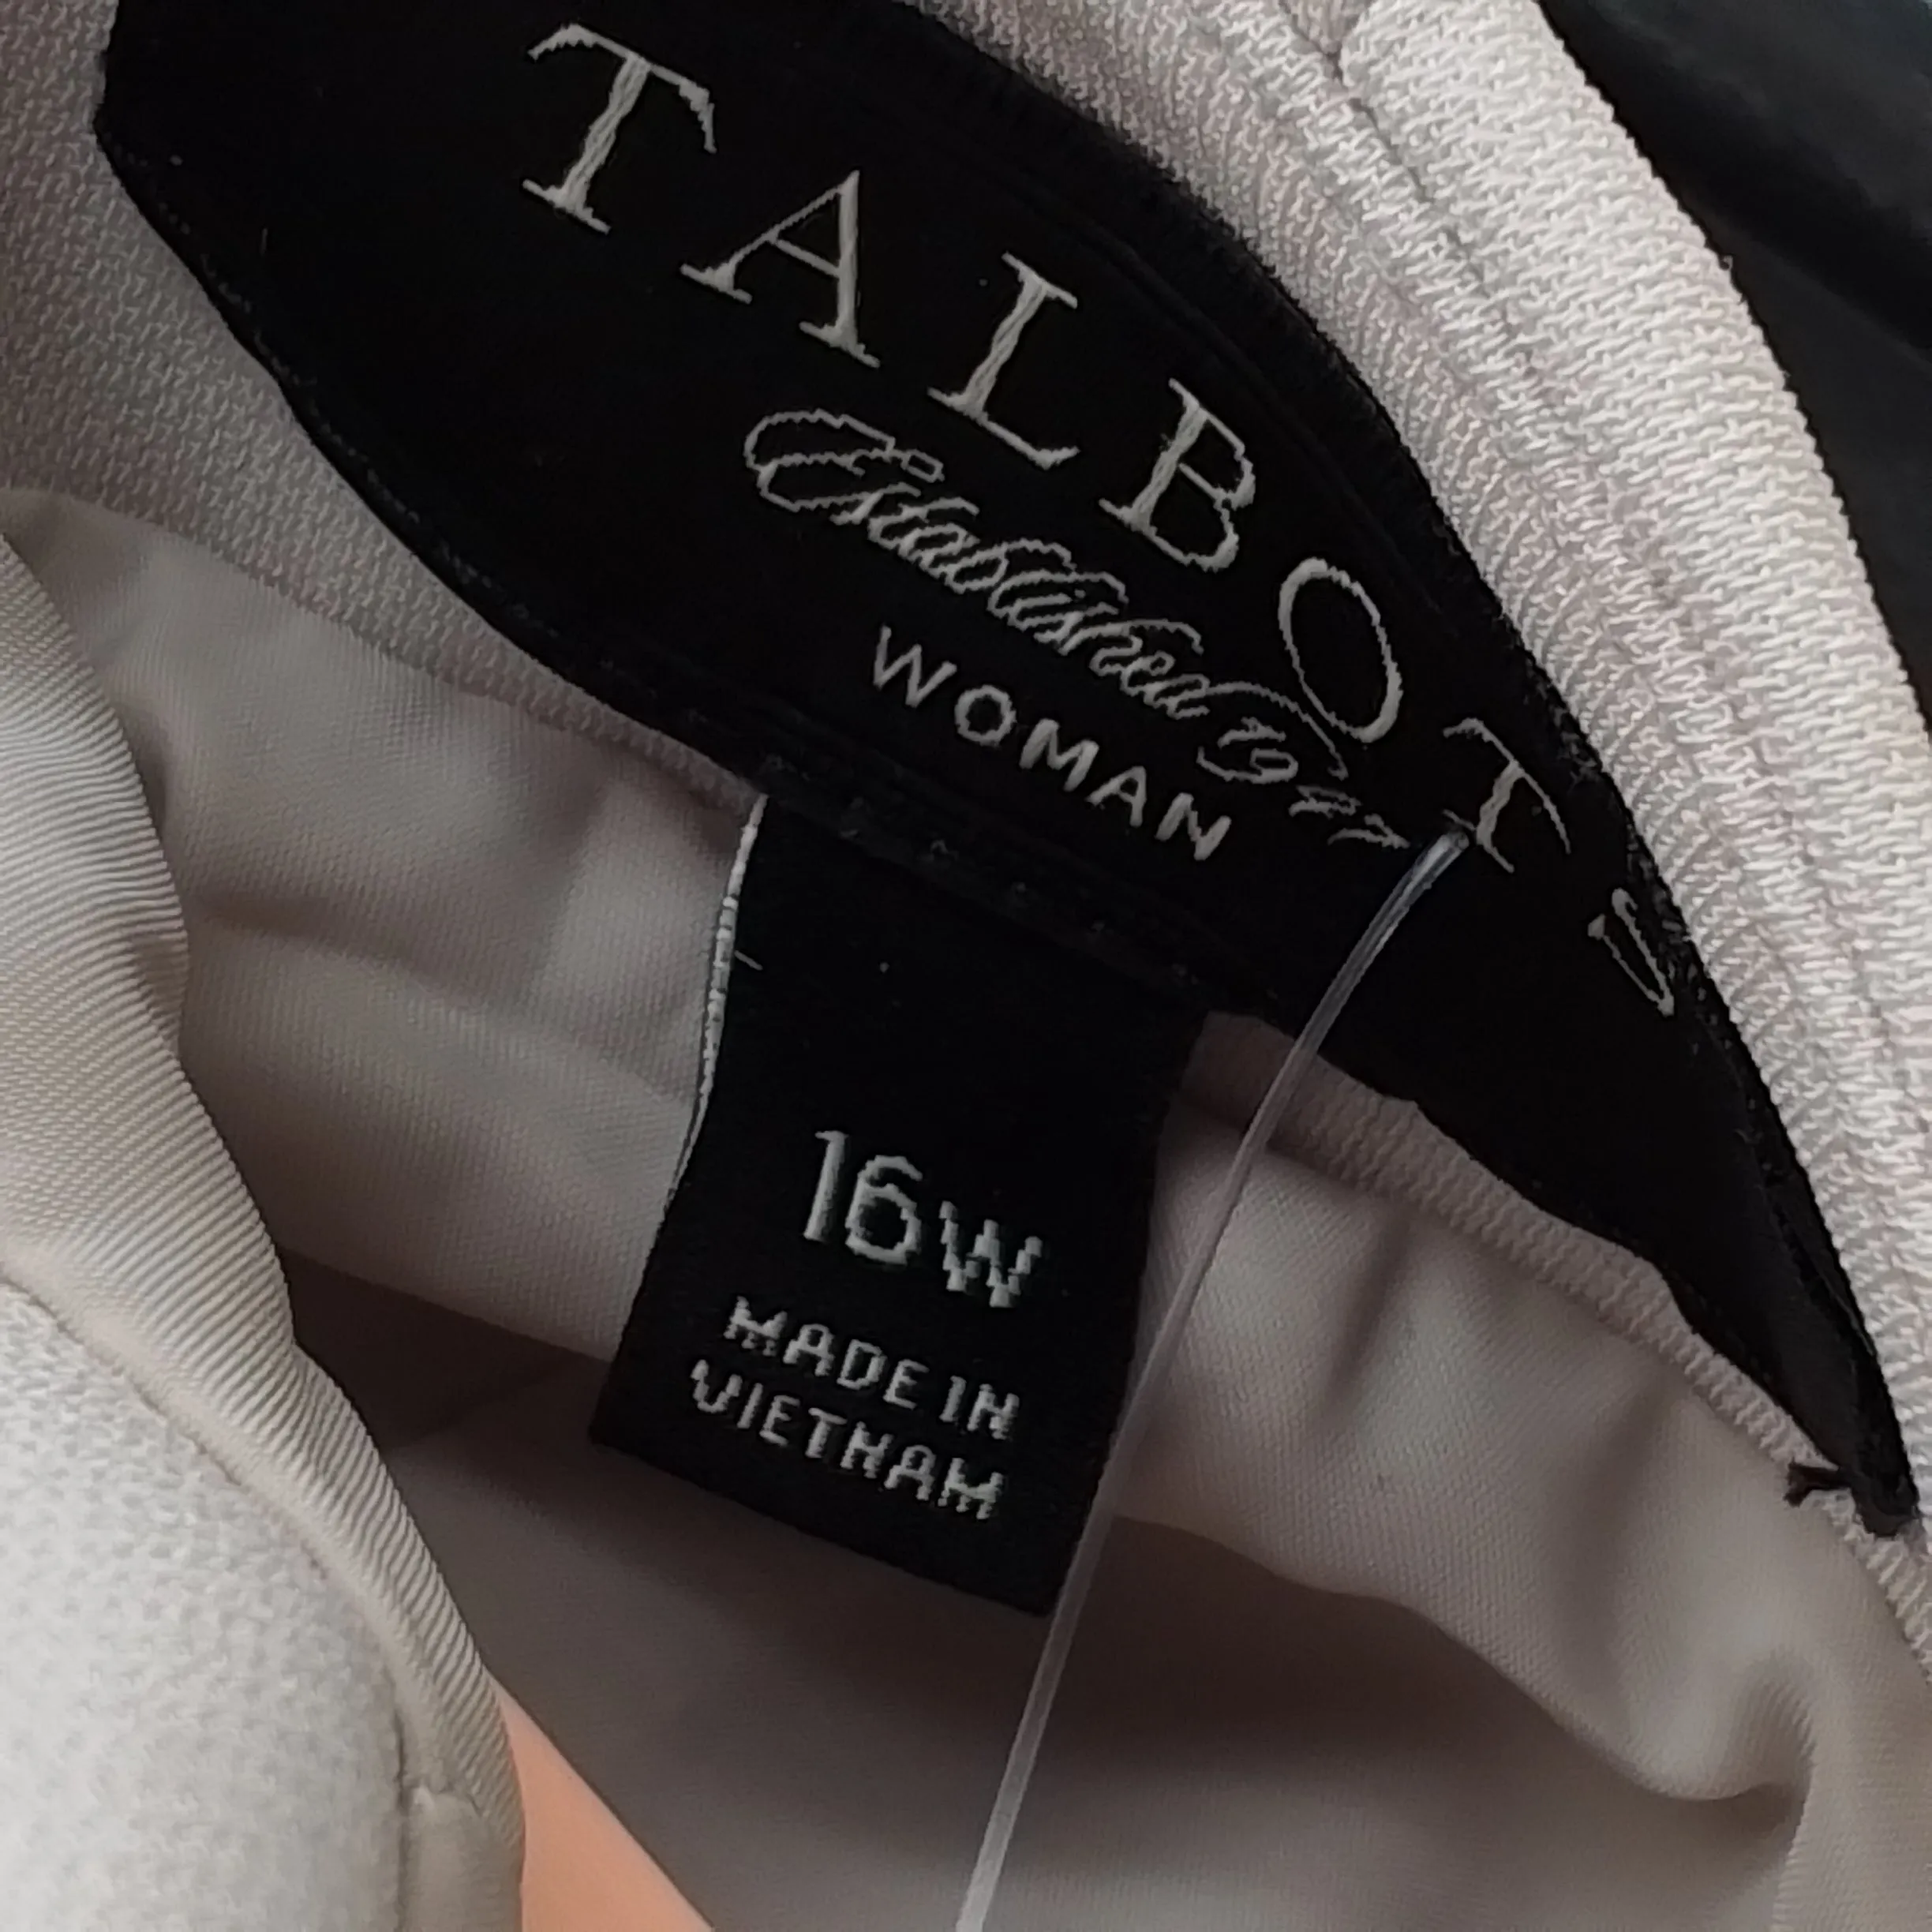 TALBOTS
Established 1947
WOMAN
16W
MADE IN
VIETNAM